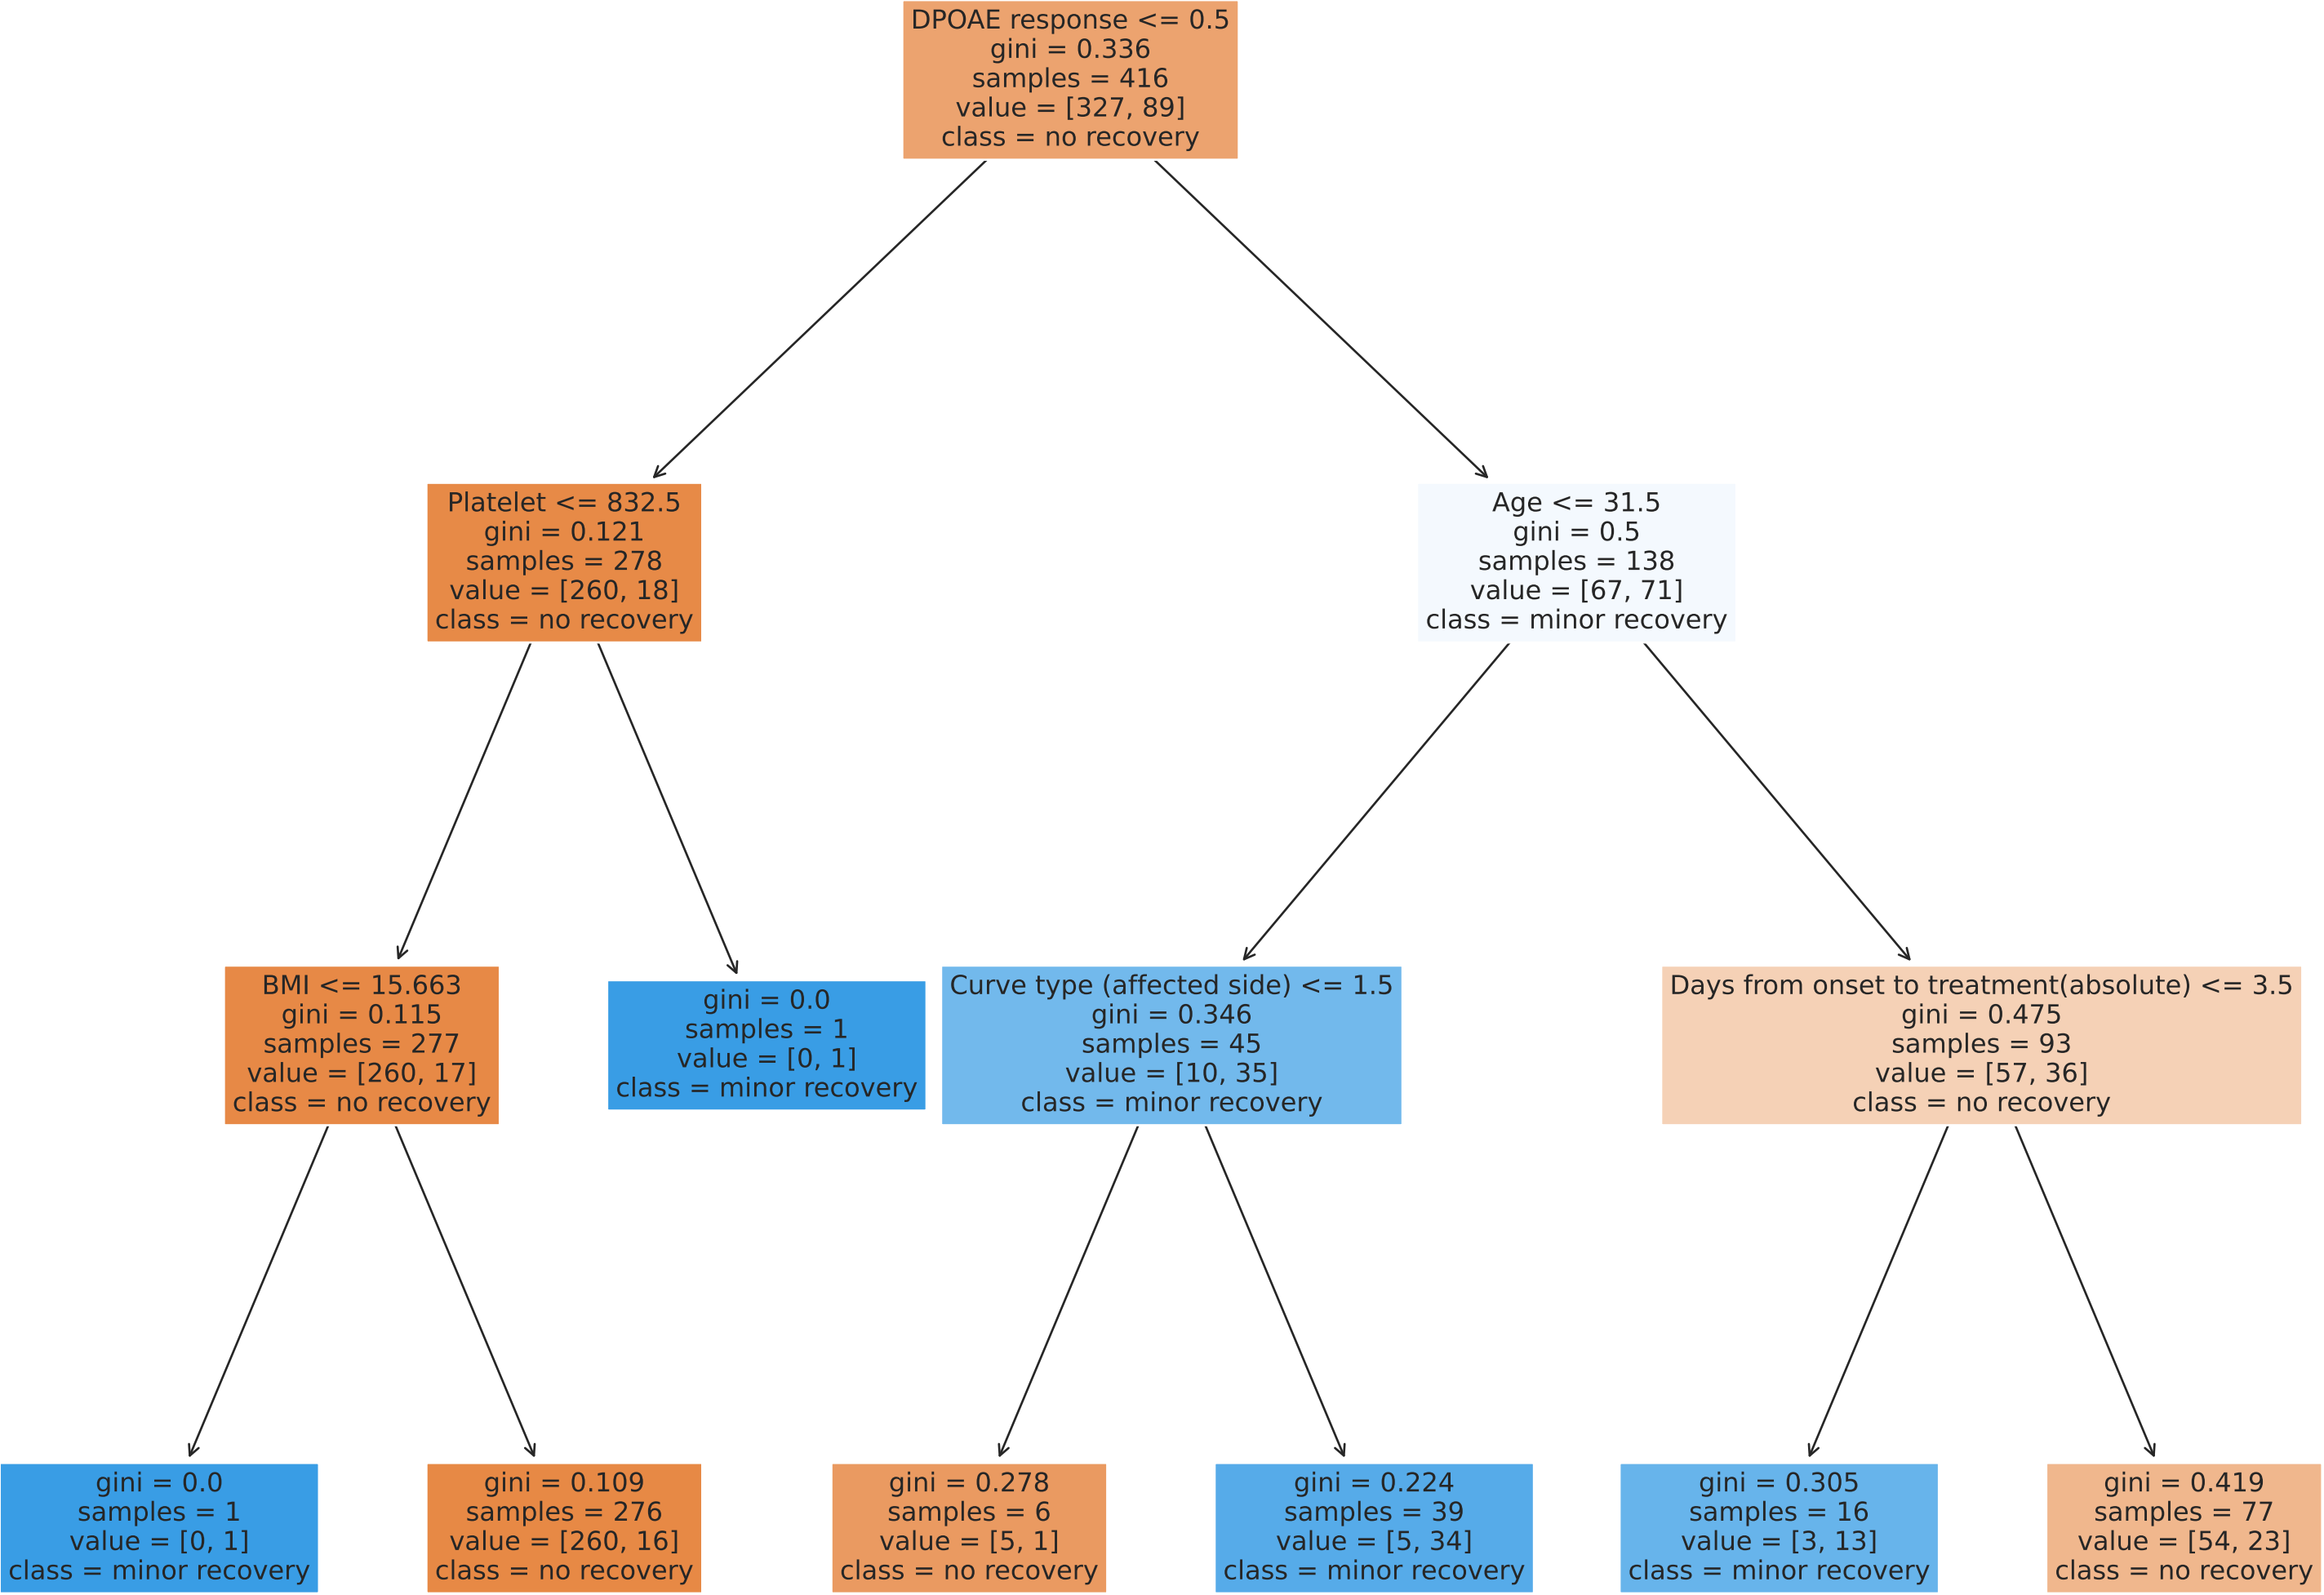 DPOAE response <= 0.5
gini = 0.336
samples = 416
value = [327, 89]
class = no recovery
Platelet <= 832.5
gini = 0.121
samples = 278
value = [260, 18]
class = no recovery
Age <= 31.5
gini = 0.5
samples = 138
value = [67, 71]
class = minor recovery
BMI <= 15.663
gini = 0.115
samples = 277
value = [260, 17]
class = no recovery
gini = 0.0
samples = 1
value = [0, 1]
class = minor recovery
Curve type (affected side) <= 1.5
gini = 0.346
samples = 45
value = [10, 35]
class = minor recovery
Days from onset to treatment(absolute) <= 3.5
gini = 0.475
samples = 93
value = [57, 36]
class = no recovery
gini = 0.0
samples = 1
value = [0, 1]
class = minor recovery
gini = 0.109
samples = 276
value = [260, 16]
class = no recovery
gini = 0.278
samples = 6
value = [5, 1]
class = no recovery
gini = 0.224
samples = 39
value = [5, 34]
class = minor recovery
gini = 0.305
samples = 16
value = [3, 13]
class = minor recovery
gini = 0.419
samples = 77
value = [54, 23]
class = no recovery